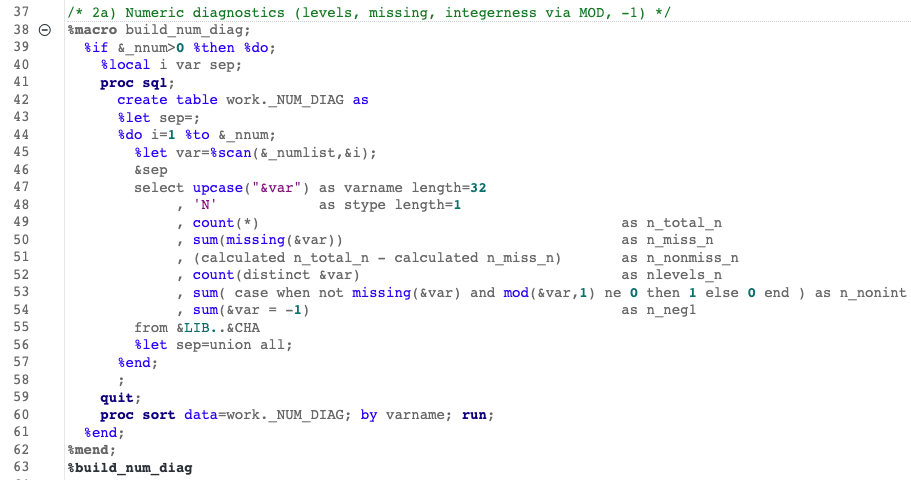 37 /* 2a) Numeric diagnostics (levels, missing, integerness via MOD, -1) */
38 %macro build_num_diag;
39 %if &_nnum>0 %then %do;
40 %local i var sep;
41 proc sql;
42 create table work._NUM_DIAG as
43 %let sep=;
44 %do i=1 %to &_nnum;
45 %let var=%scan(&_numlist,&i);
46 &sep
47 select upcase("&var") as varname length=32
48 , 'N' as stype length=1
49 , count(*) as n_total_n
50 , sum(missing(&var)) as n_miss_n
51 , (calculated n_total_n - calculated n_miss_n) as n_nonmiss_n
52 , count(distinct &var) as nlevels_n
53 , sum( case when not missing(&var) and mod(&var,1) ne 0 then 1 else 0 end ) as n_nonint
54 , sum(&var = -1) as n_neg1
55 from &LIB..&CHA
56 %let sep=union all;
57 %end;
58 ;
59 quit;
60 proc sort data=work._NUM_DIAG; by varname; run;
61 %end;
62 %mend;
63 %build_num_diag